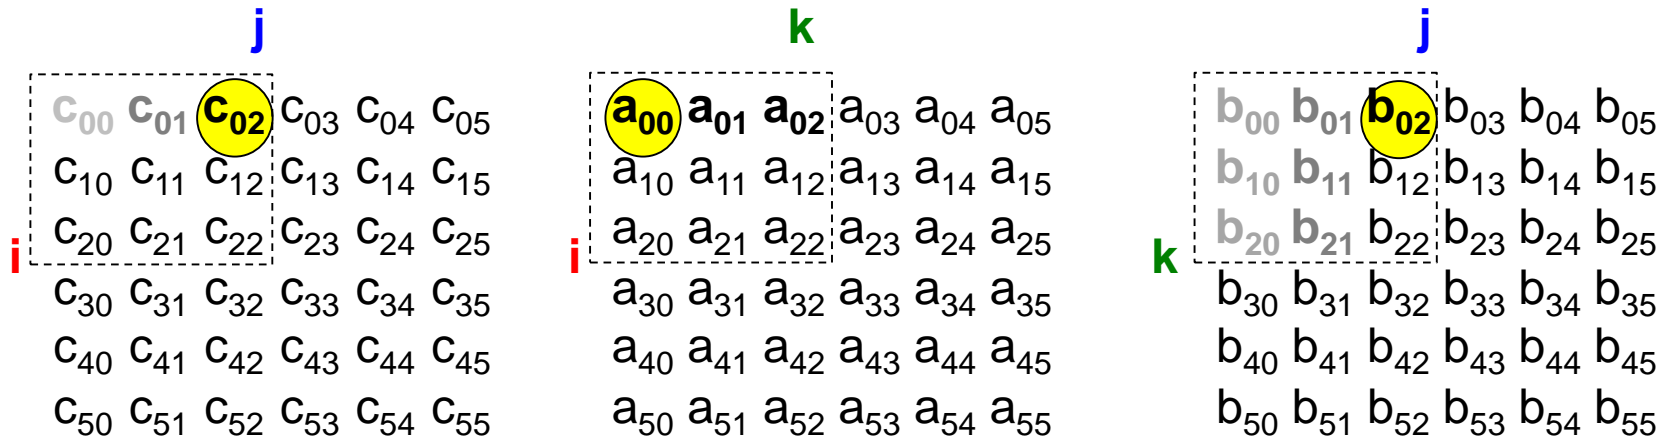 j k j
c₀₀ c₀₁ c₀₂ c₀₃ c₀₄ c₀₅ a₀₀ a₀₁ a₀₂ a₀₃ a₀₄ a₀₅ b₀₀ b₀₁ b₀₂ b₀₃ b₀₄ b₀₅
c₁₀ c₁₁ c₁₂ c₁₃ c₁₄ c₁₅ a₁₀ a₁₁ a₁₂ a₁₃ a₁₄ a₁₅ b₁₀ b₁₁ b₁₂ b₁₃ b₁₄ b₁₅
c₂₀ c₂₁ c₂₂ c₂₃ c₂₄ c₂₅ a₂₀ a₂₁ a₂₂ a₂₃ a₂₄ a₂₅ b₂₀ b₂₁ b₂₂ b₂₃ b₂₄ b₂₅
i i k
c₃₀ c₃₁ c₃₂ c₃₃ c₃₄ c₃₅ a₃₀ a₃₁ a₃₂ a₃₃ a₃₄ a₃₅ b₃₀ b₃₁ b₃₂ b₃₃ b₃₄ b₃₅
c₄₀ c₄₁ c₄₂ c₄₃ c₄₄ c₄₅ a₄₀ a₄₁ a₄₂ a₄₃ a₄₄ a₄₅ b₄₀ b₄₁ b₄₂ b₄₃ b₄₄ b₄₅
c₅₀ c₅₁ c₅₂ c₅₃ c₅₄ c₅₅ a₅₀ a₅₁ a₅₂ a₅₃ a₅₄ a₅₅ b₅₀ b₅₁ b₅₂ b₅₃ b₅₄ b₅₅